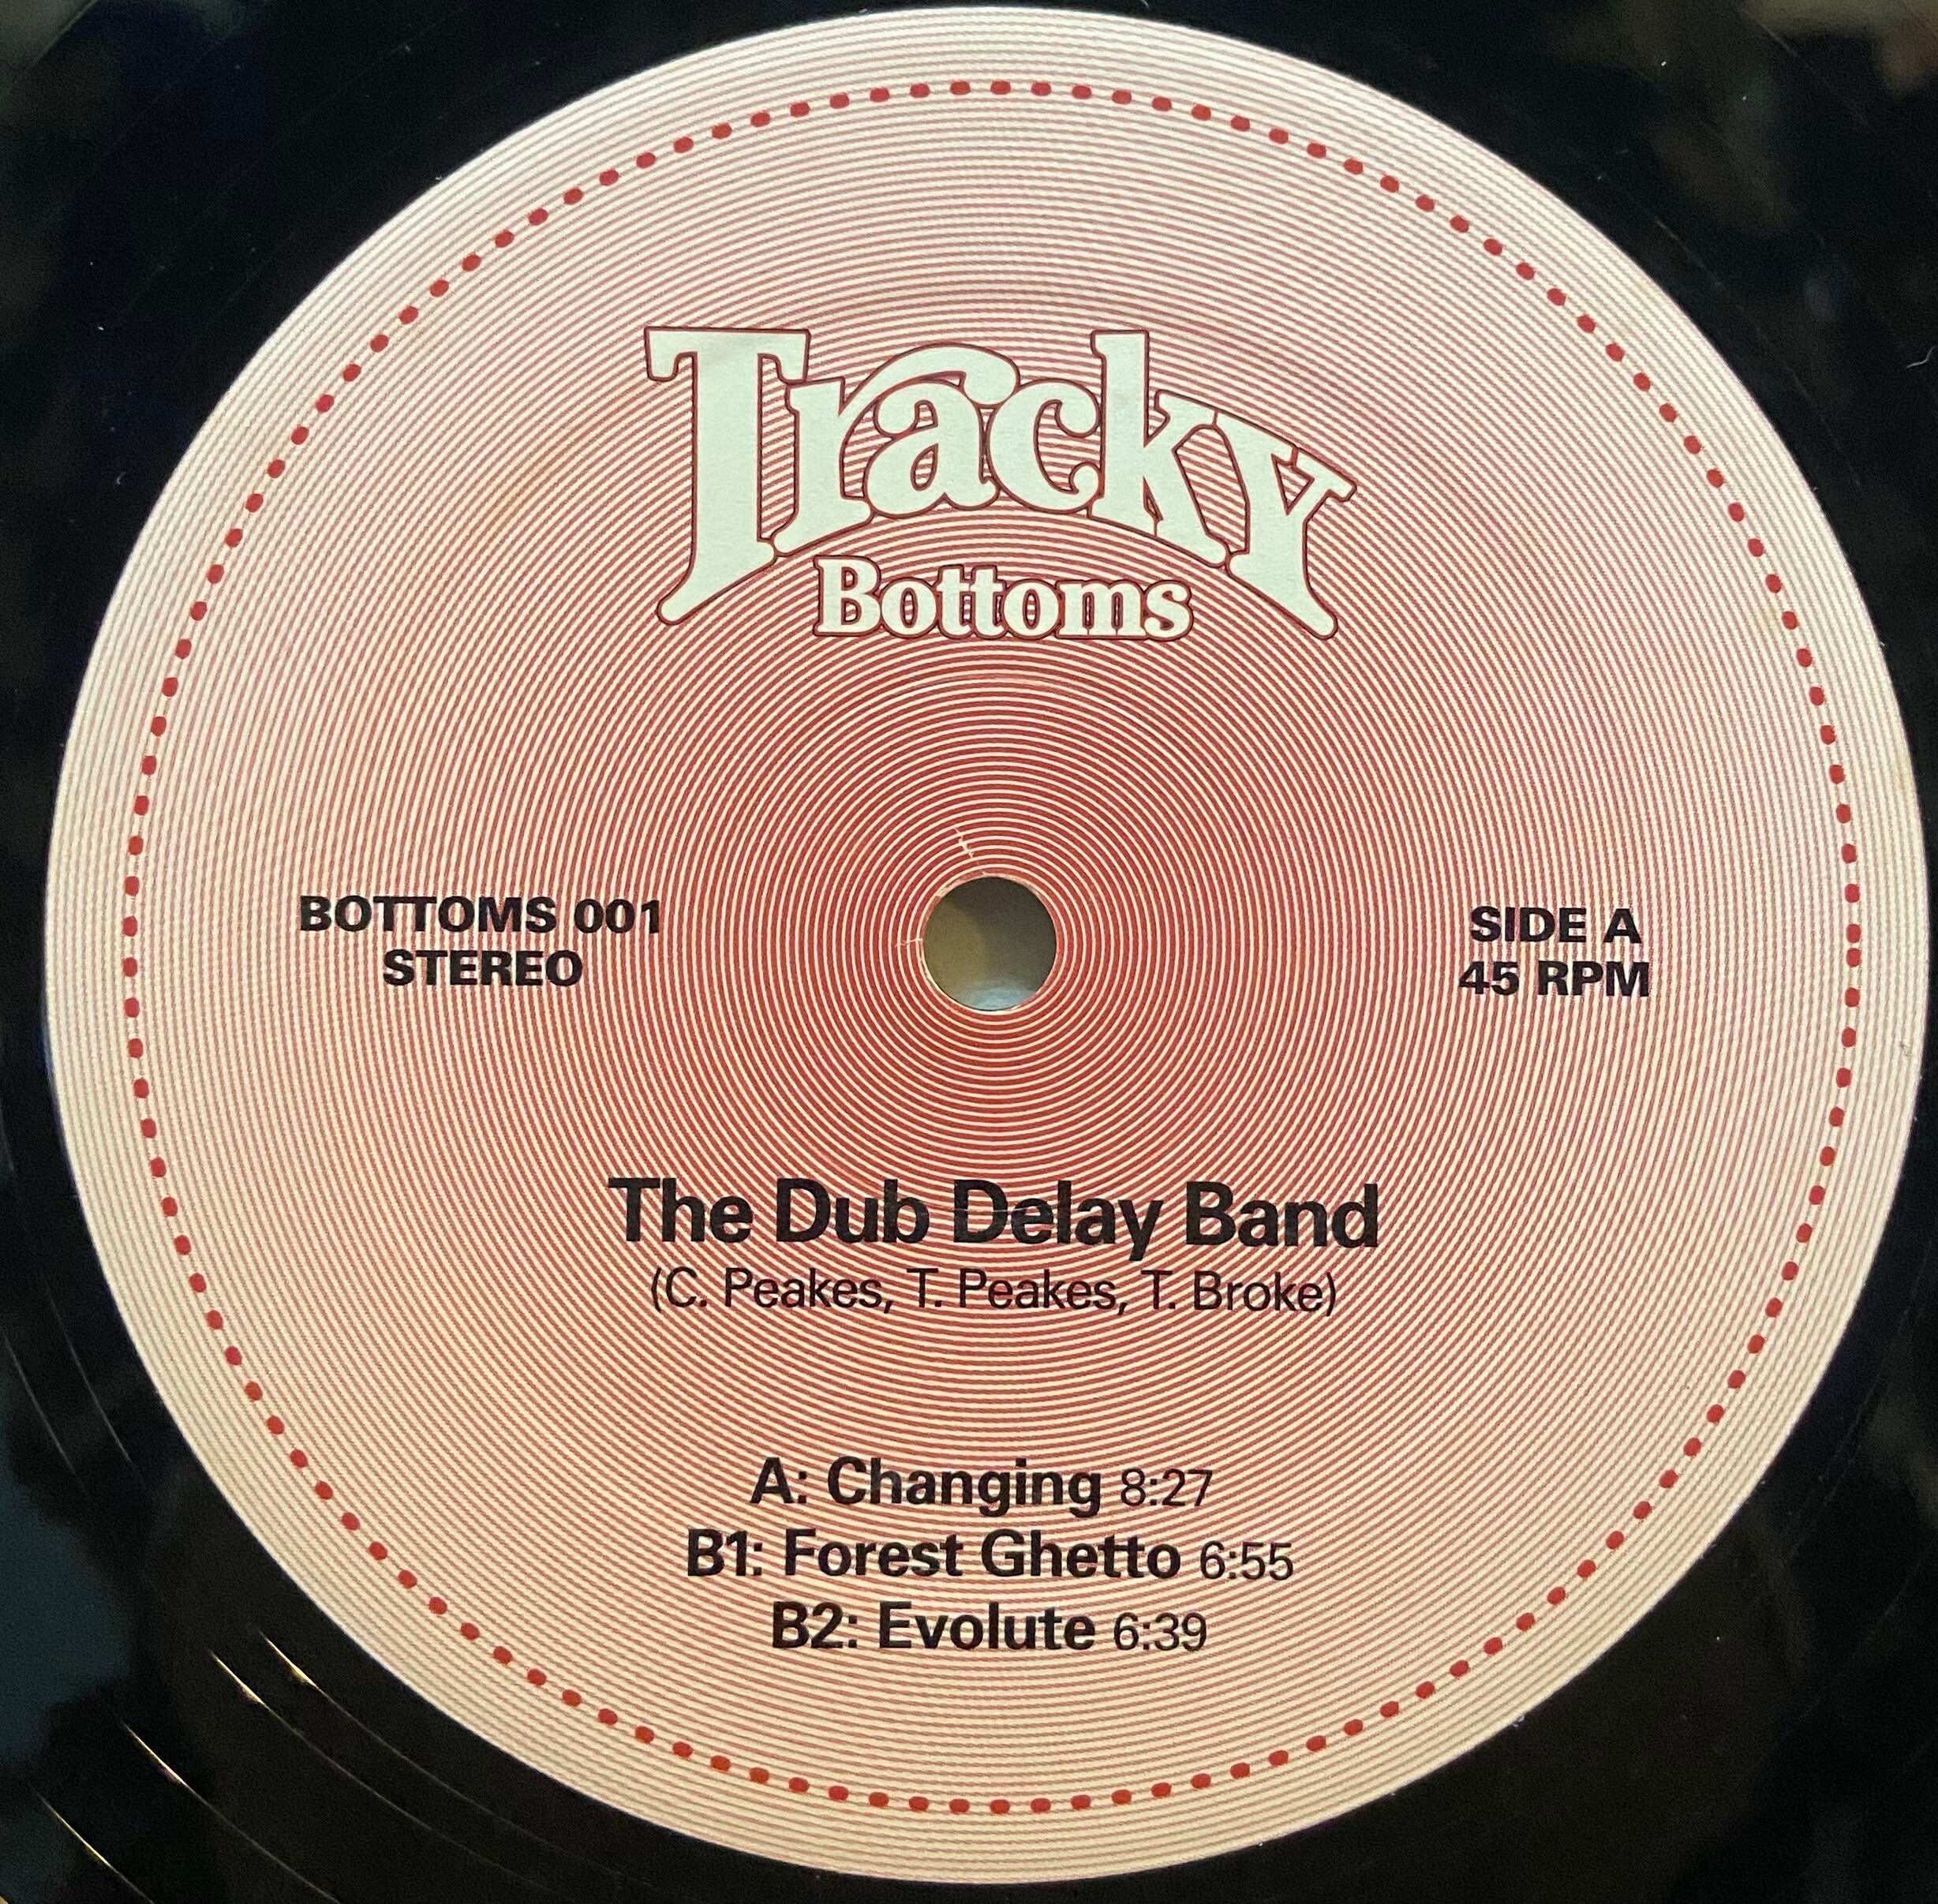 Tracky
Bottoms
BOTTOMS 001
STEREO
SIDE A
45 RPM
The Dub Delay Band
(C. Peakes, T. Peakes, T. Broke)
A: Changing 8:27
B1: Forest Ghetto 6:55
B2: Evolute 6:39